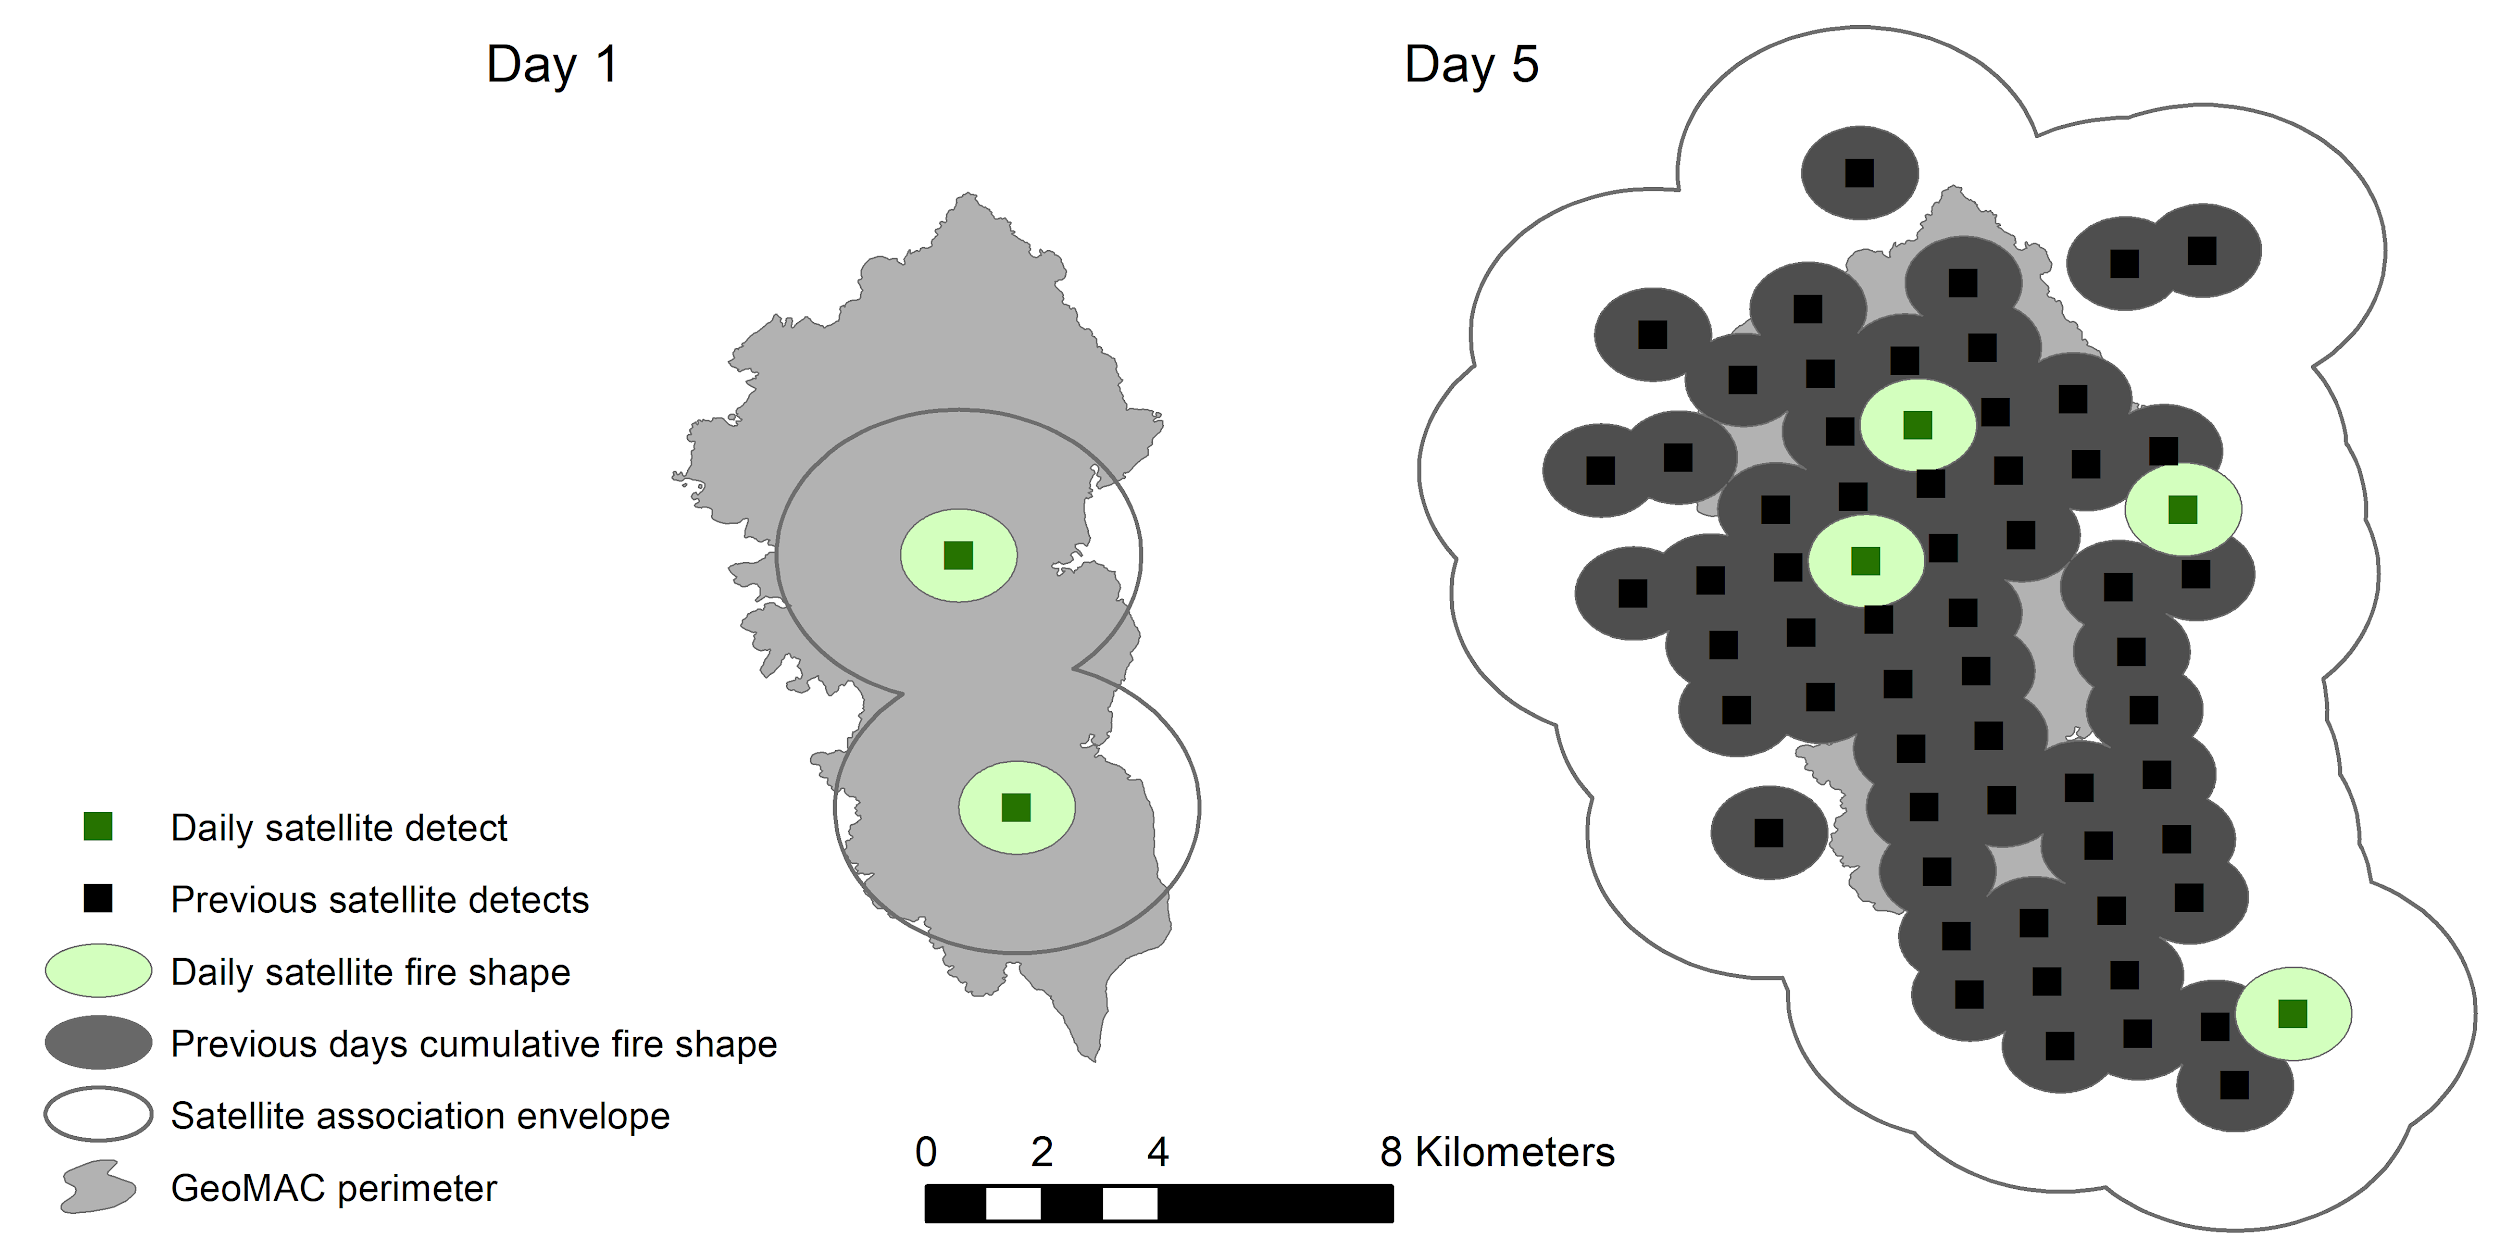 Day 1
Day 5
Daily satellite detect
Previous satellite detects
Daily satellite fire shape
Previous days cumulative fire shape
Satellite association envelope
GeoMAC perimeter
0 2 4 8 Kilometers